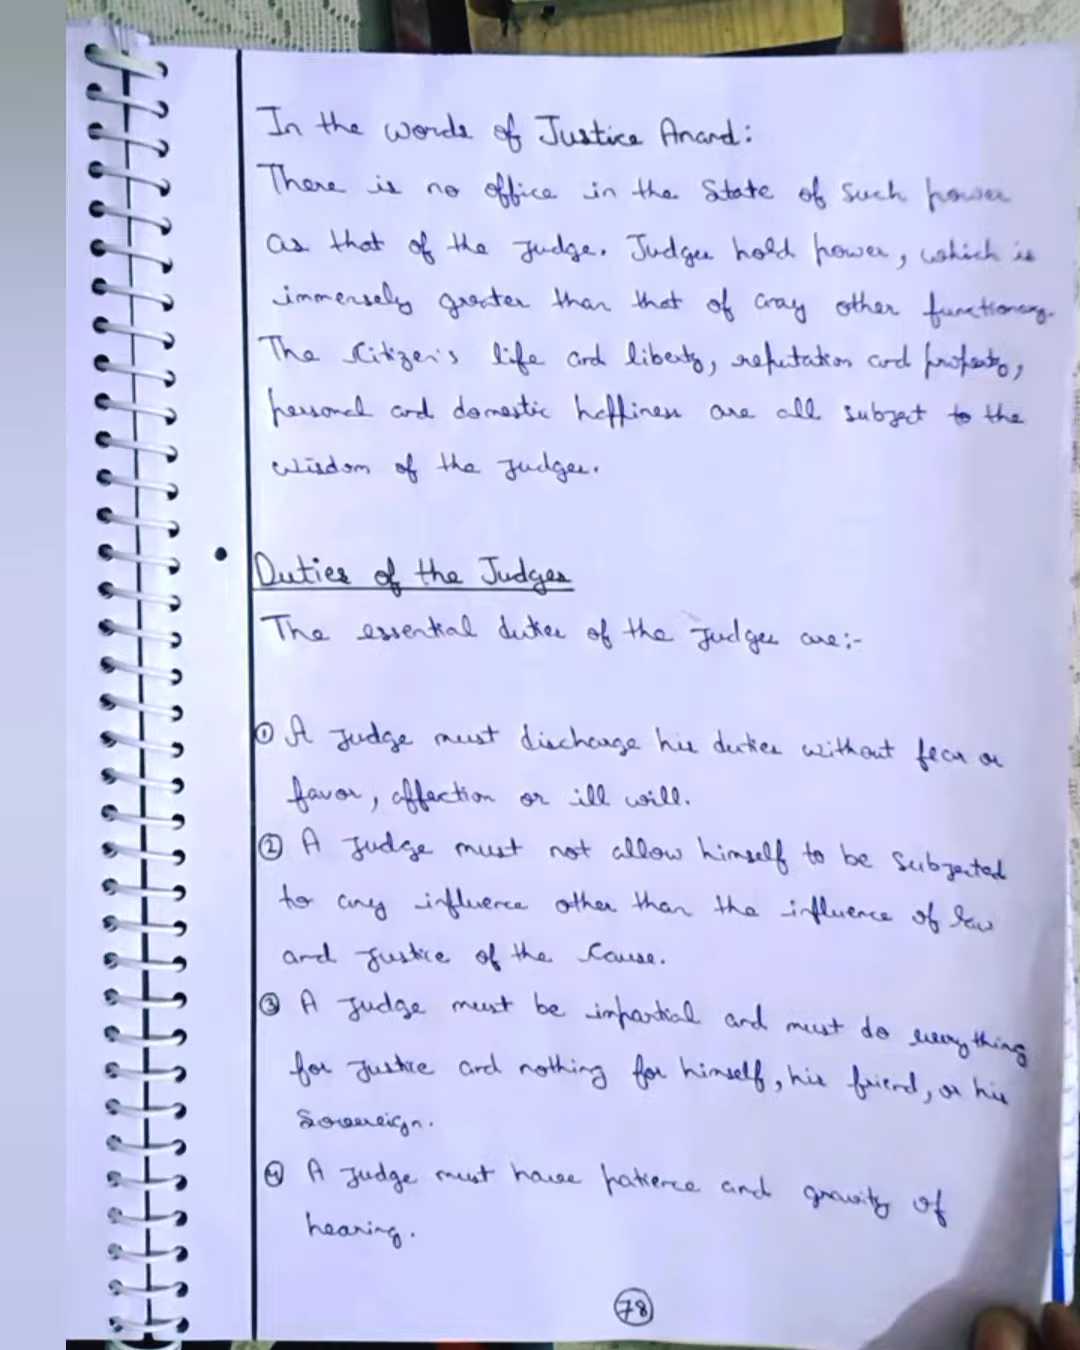 In the words of Justice Anand:
There is no office in the State of such power
as that of the Judge. Judges hold power, which is
immensely greater than that of any other functionary.
The Citizen's life and liberty, reputation and property,
personal and domestic happiness are all subject to the
wisdom of the Judges.
Duties of the Judges
The essential duties of the Judges are:-
① A Judge must discharge his duties without fear or
favor, affection or ill will.
② A Judge must not allow himself to be subjected
to any influence other than the influence of law
and justice of the Cause.
③ A Judge must be impartial and must do everything
for Justice and nothing for himself, his friend, or his
Sovereign.
④ A Judge must have patience and gravity of
hearing.
78